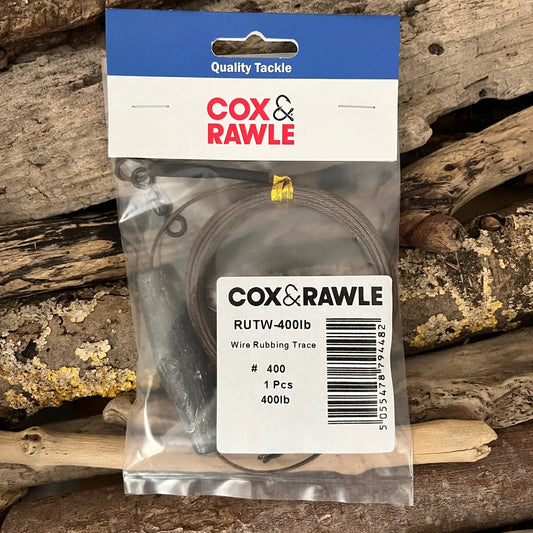 Quality Tackle
COX&
RAWLE
COX&RAWLE
RUTW-400lb
Wire Rubbing Trace
# 400
1 Pcs
400lb
5 055478 794482